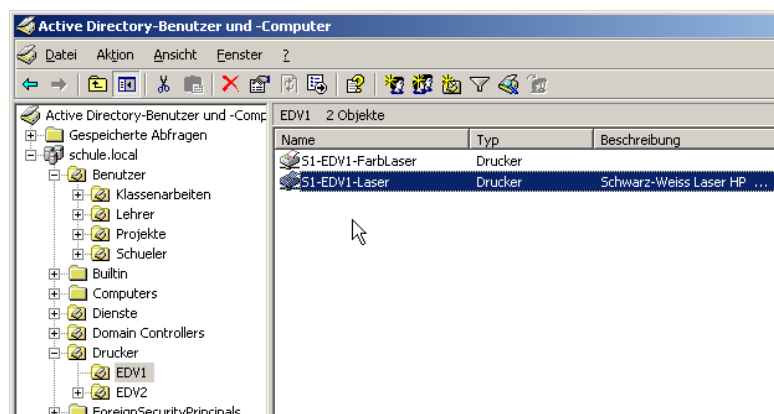 Active Directory-Benutzer und -Computer
Datei Aktion Ansicht Fenster ?
Active Directory-Benutzer und -Comp
Gespeicherte Abfragen
schule.local
Benutzer
Klassenarbeiten
Lehrer
Projekte
Schueler
Builtin
Computers
Dienste
Domain Controllers
Drucker
EDV1
EDV2
ForeignSecurityPrincipals
EDV1 2 Objekte
Name Typ Beschreibung
S1-EDV1-FarbLaser Drucker
S1-EDV1-Laser Drucker Schwarz-Weiss Laser HP ...